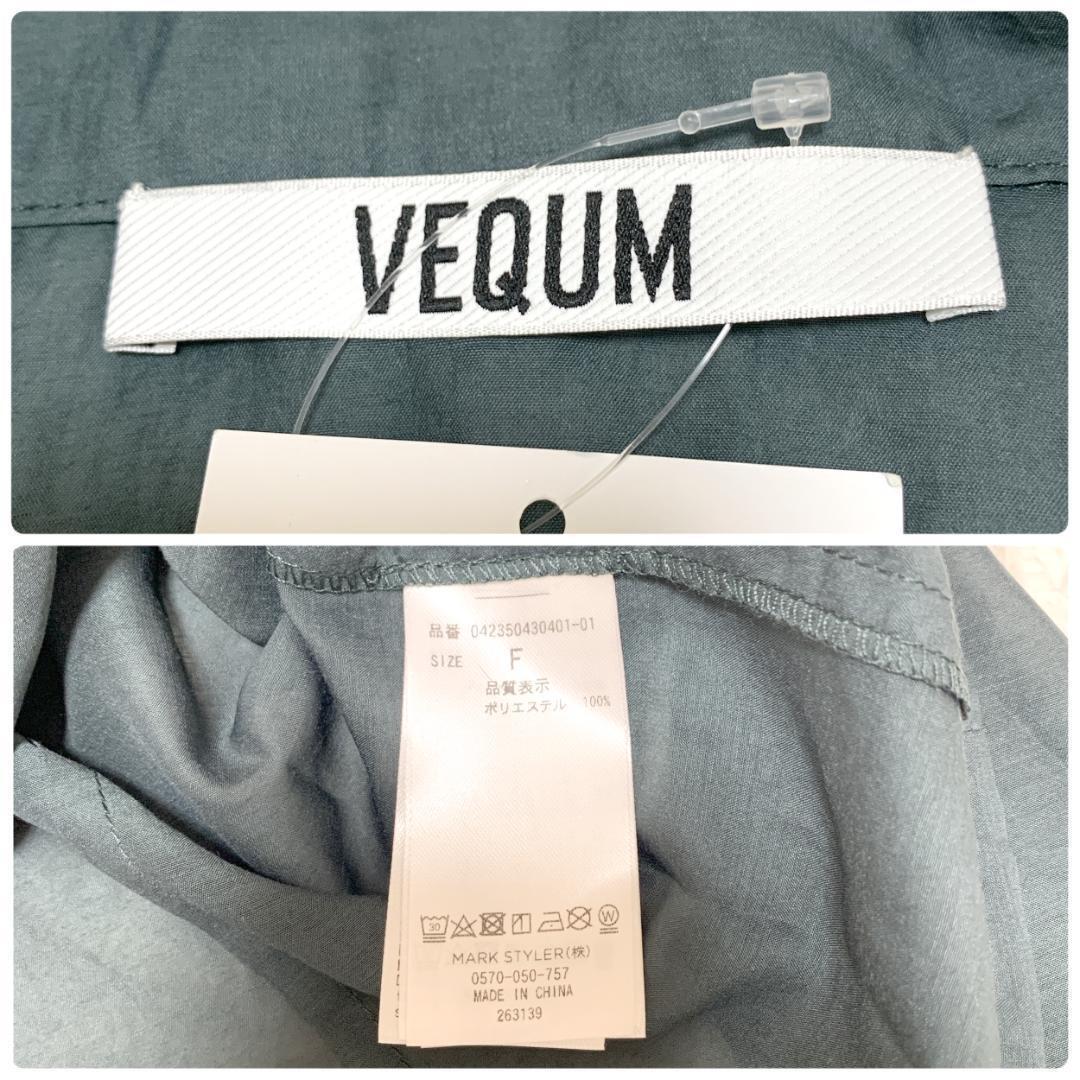 VEQUM
品番 042350430401-01
SIZE F
品質表示
ポリエステル 100%
30 W
MARK STYLER(株)
0570-050-757
MADE IN CHINA
263139